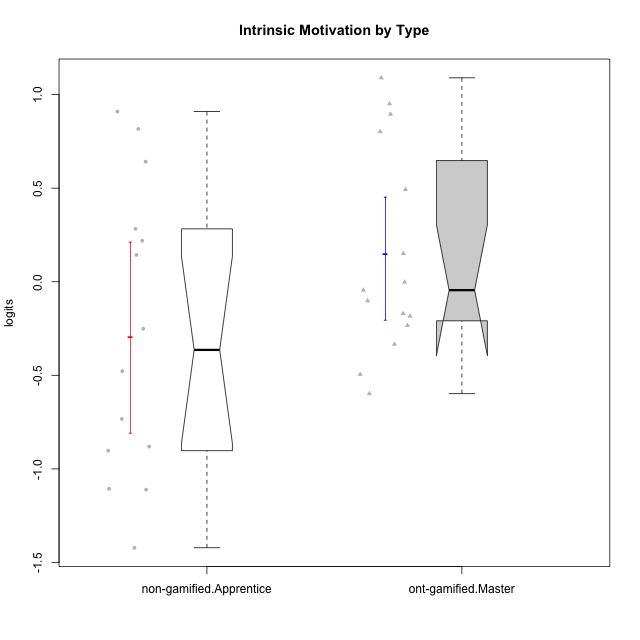 Intrinsic Motivation by Type
1.0
0.5
0.0
-0.5
-1.0
-1.5
logits
non-gamified.Apprentice
ont-gamified.Master